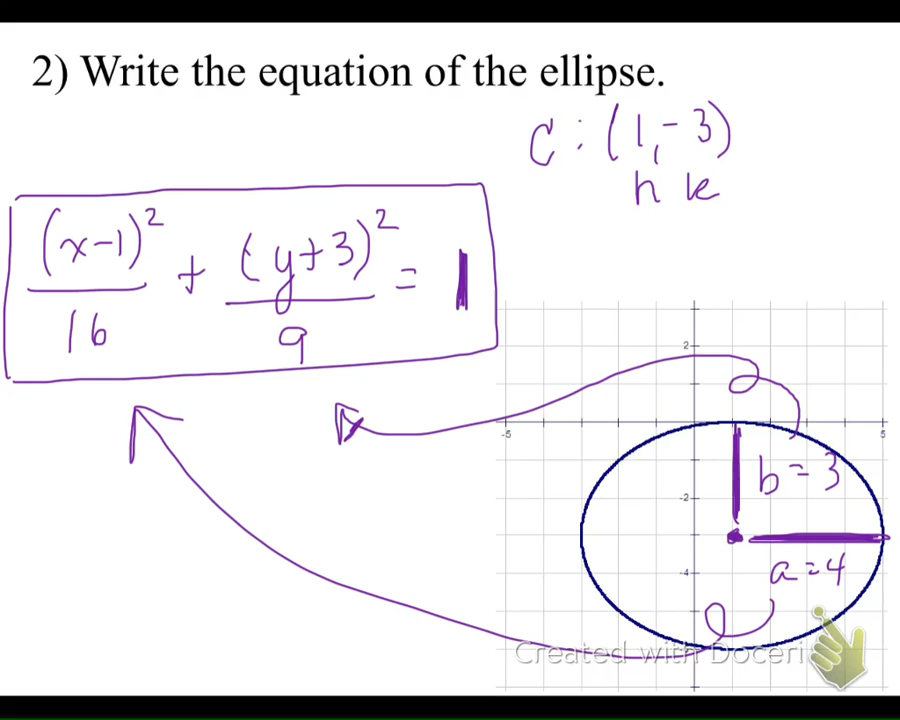 2) Write the equation of the ellipse.
C : (1, -3)
h k
(x-1)² / 16 + (y+3)² / 9 = 1
2
-5
5
b = 3
-2
a = 4
-4
Created with Doceri